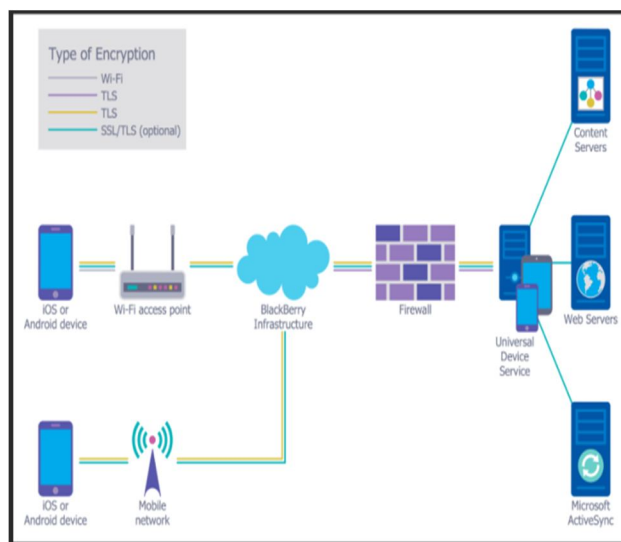 Type of Encryption
Wi-Fi
TLS
TLS
SSL/TLS (optional)
Content
Servers
iOS or
Android device
Wi-Fi access point
BlackBerry
Infrastructure
Firewall
Universal
Device
Service
Web Servers
iOS or
Android device
Mobile
network
Microsoft
ActiveSync